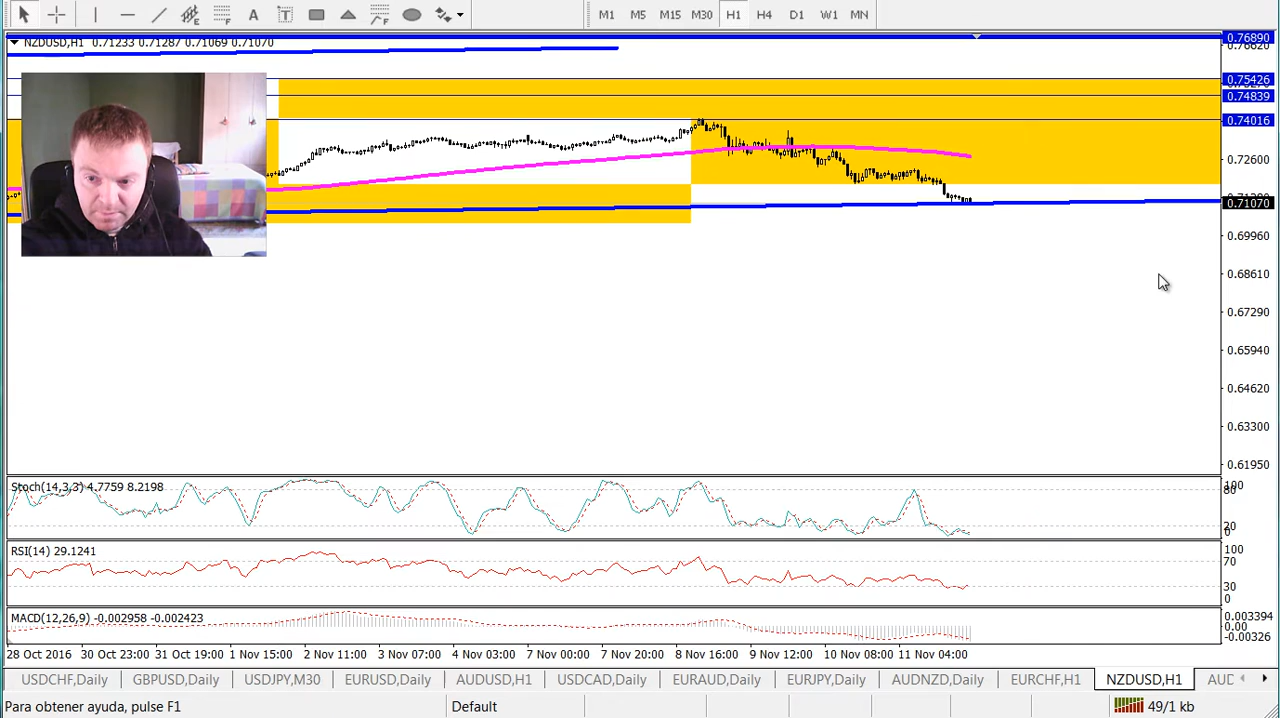 A T F F
M1 M5 M15 M30 H1 H4 D1 W1 MN
NZDUSD,H1 0.71233 0.71287 0.71069 0.71070
0.76890
0.75426
0.74839
0.74016
0.72600
0.71070
0.69960
0.68610
0.67290
0.65940
0.64620
0.63300
0.61950
Stoch(14,3,3) 4.7759 8.2198
100
80
20
0
RSI(14) 29.1241
100
70
30
0
MACD(12,26,9) -0.002958 -0.002423
0.003394
0.00
-0.00326
28 Oct 2016 30 Oct 23:00 31 Oct 19:00 1 Nov 15:00 2 Nov 11:00 3 Nov 07:00 4 Nov 03:00 7 Nov 00:00 7 Nov 20:00 8 Nov 16:00 9 Nov 12:00 10 Nov 08:00 11 Nov 04:00
USDCHF,Daily GBPUSD,Daily USDJPY,M30 EURUSD,Daily AUDUSD,H1 USDCAD,Daily EURAUD,Daily EURJPY,Daily AUDNZD,Daily EURCHF,H1 NZDUSD,H1 AUD
Para obtener ayuda, pulse F1 Default 49/1 kb